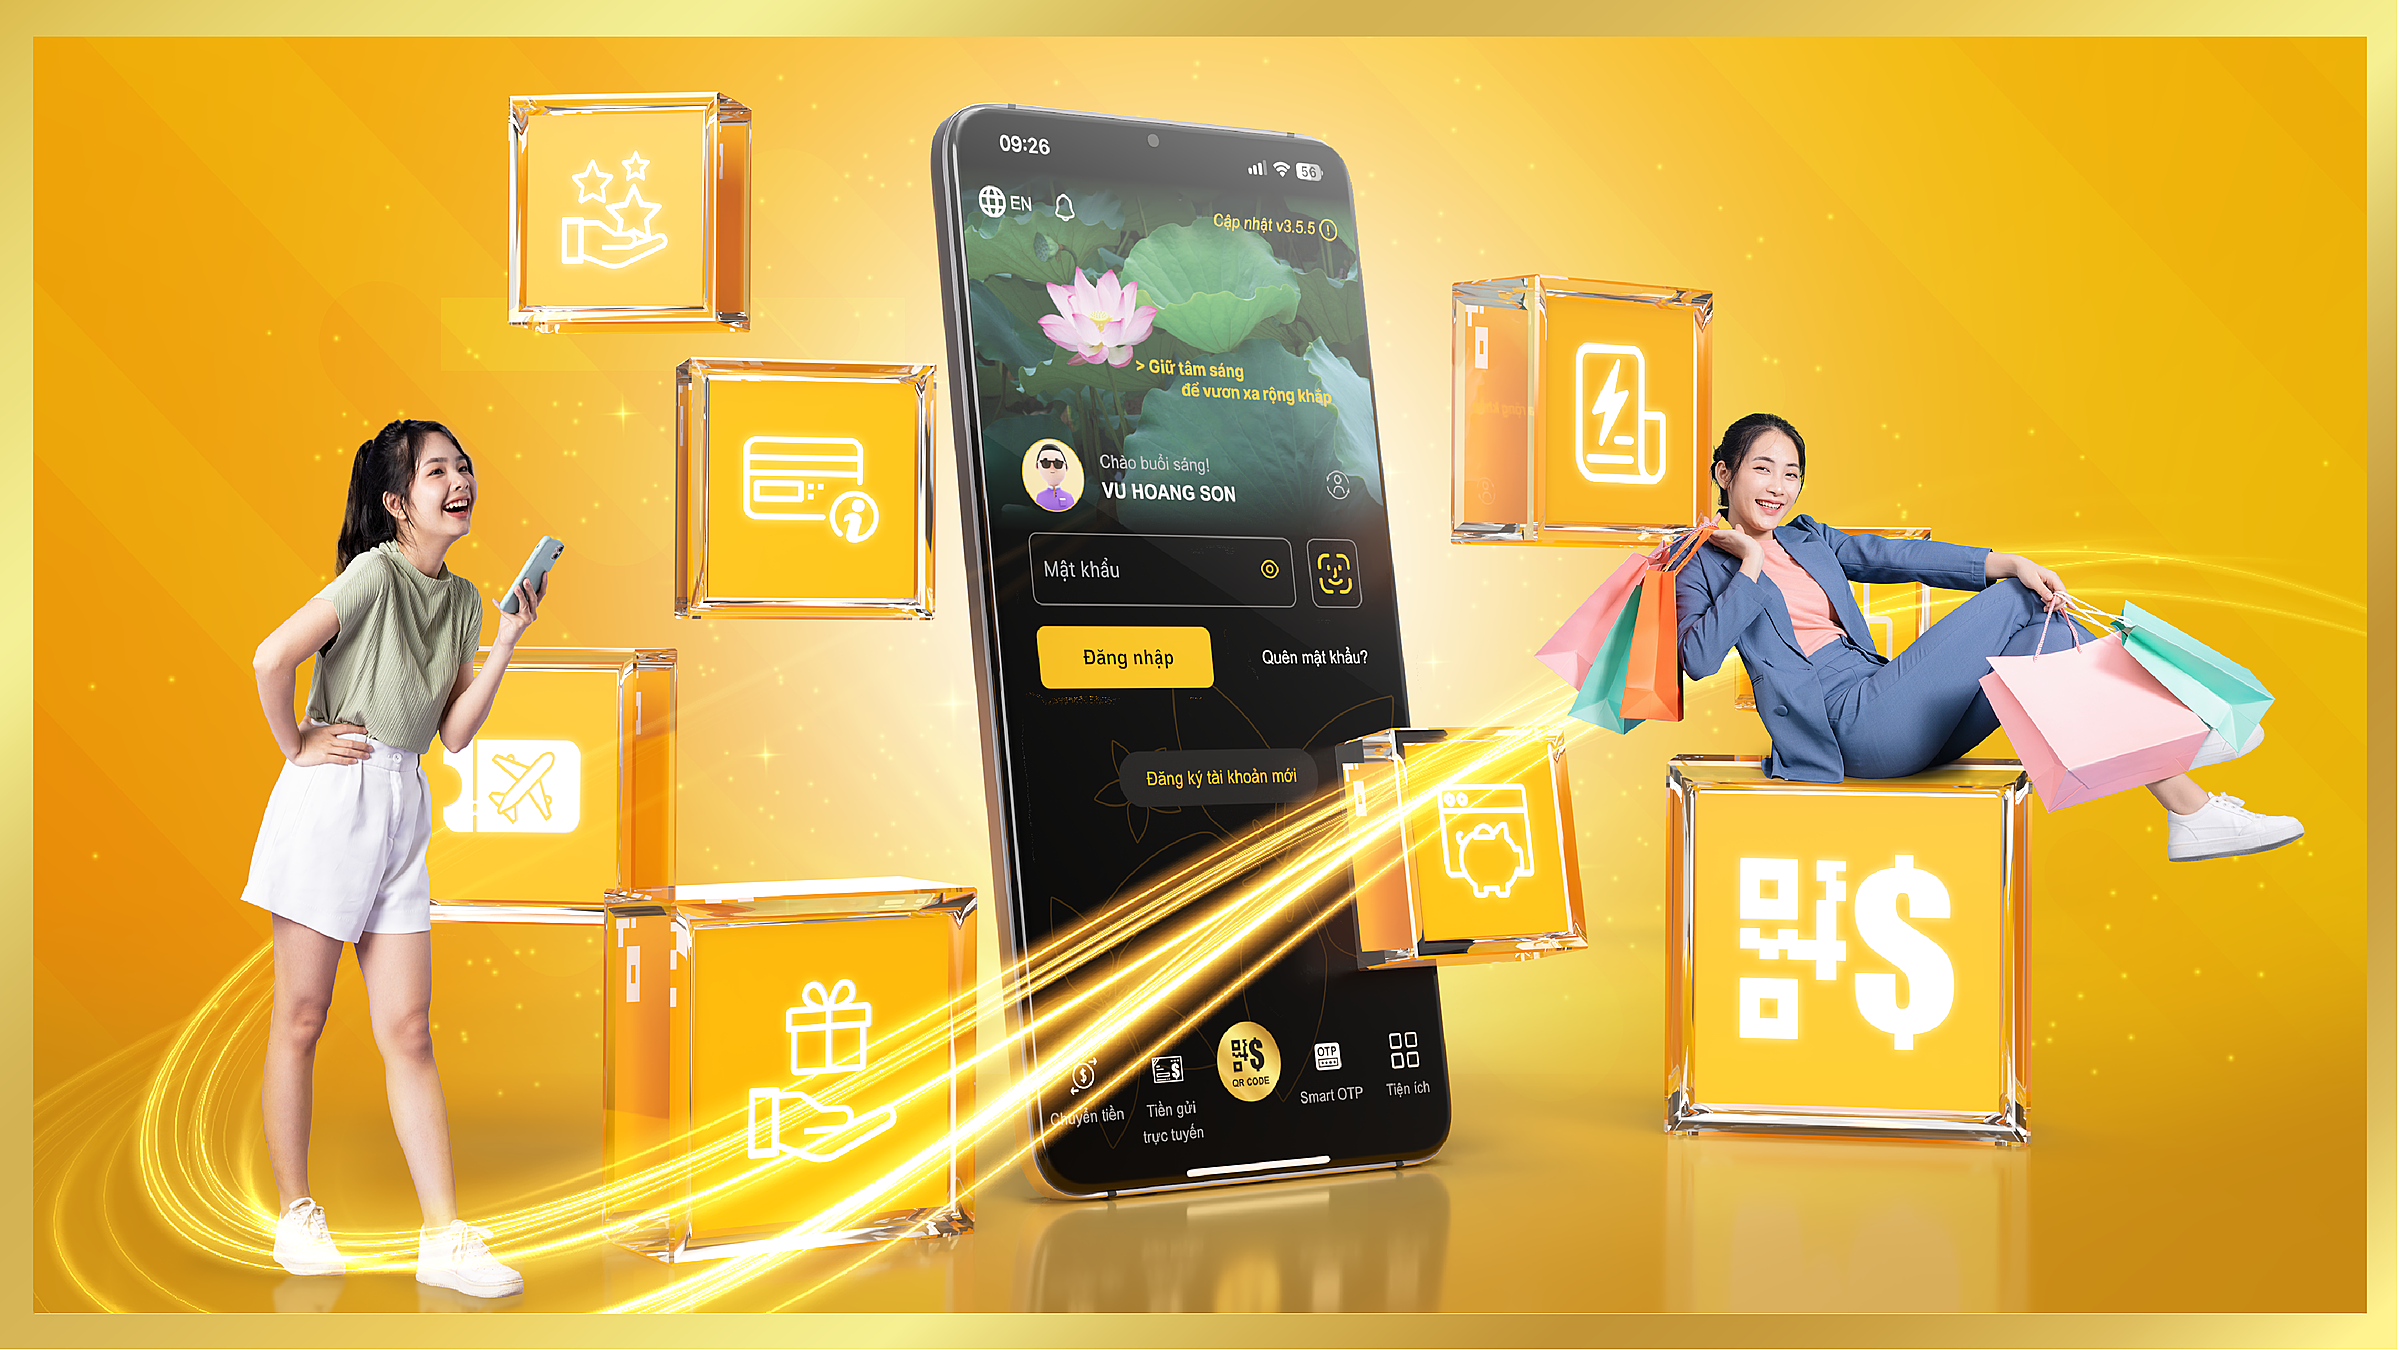 09:26
56
EN
Cập nhật v3.5.5
> Giữ tâm sáng
để vươn xa rộng khắp
Chào buổi sáng!
VU HOANG SON
Mật khẩu
Đăng nhập
Quên mật khẩu?
Đăng ký tài khoản mới
Chuyển tiền
Tiền gửi
trực tuyến
$
QR CODE
OTP
Smart OTP
Tiện ích
$